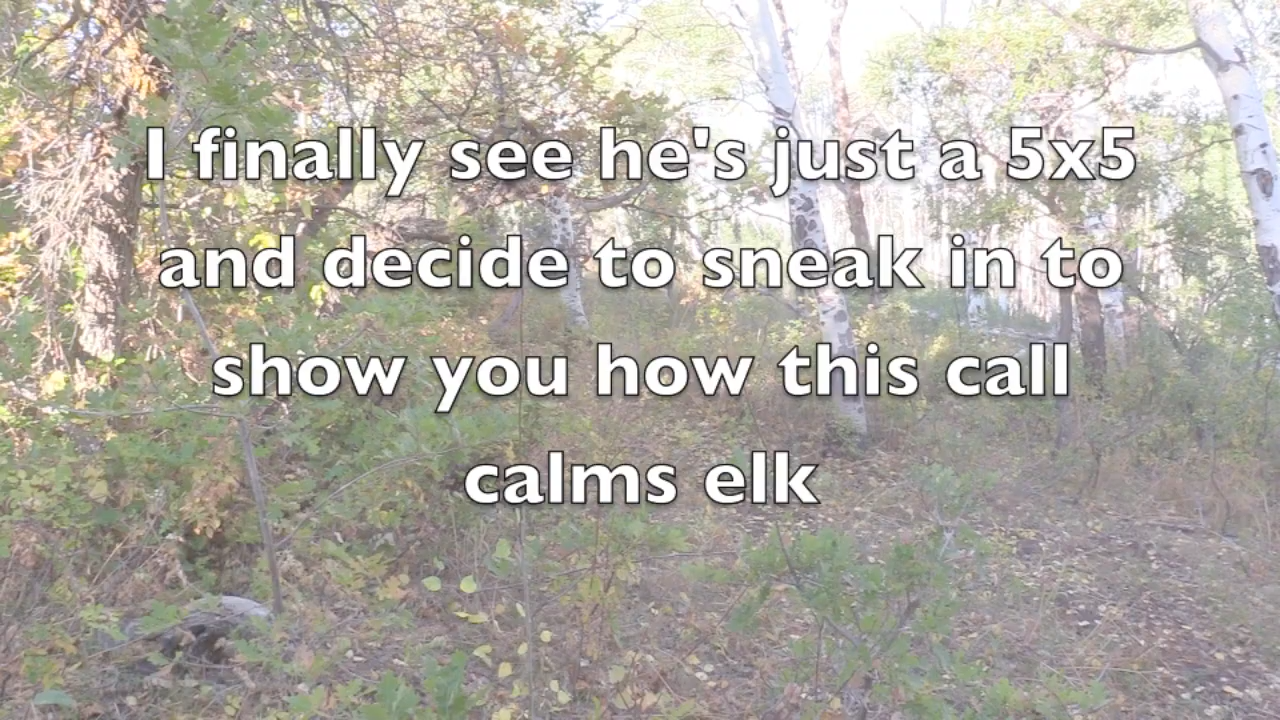 I finally see he's just a 5x5
and decide to sneak in to
show you how this call
calms elk